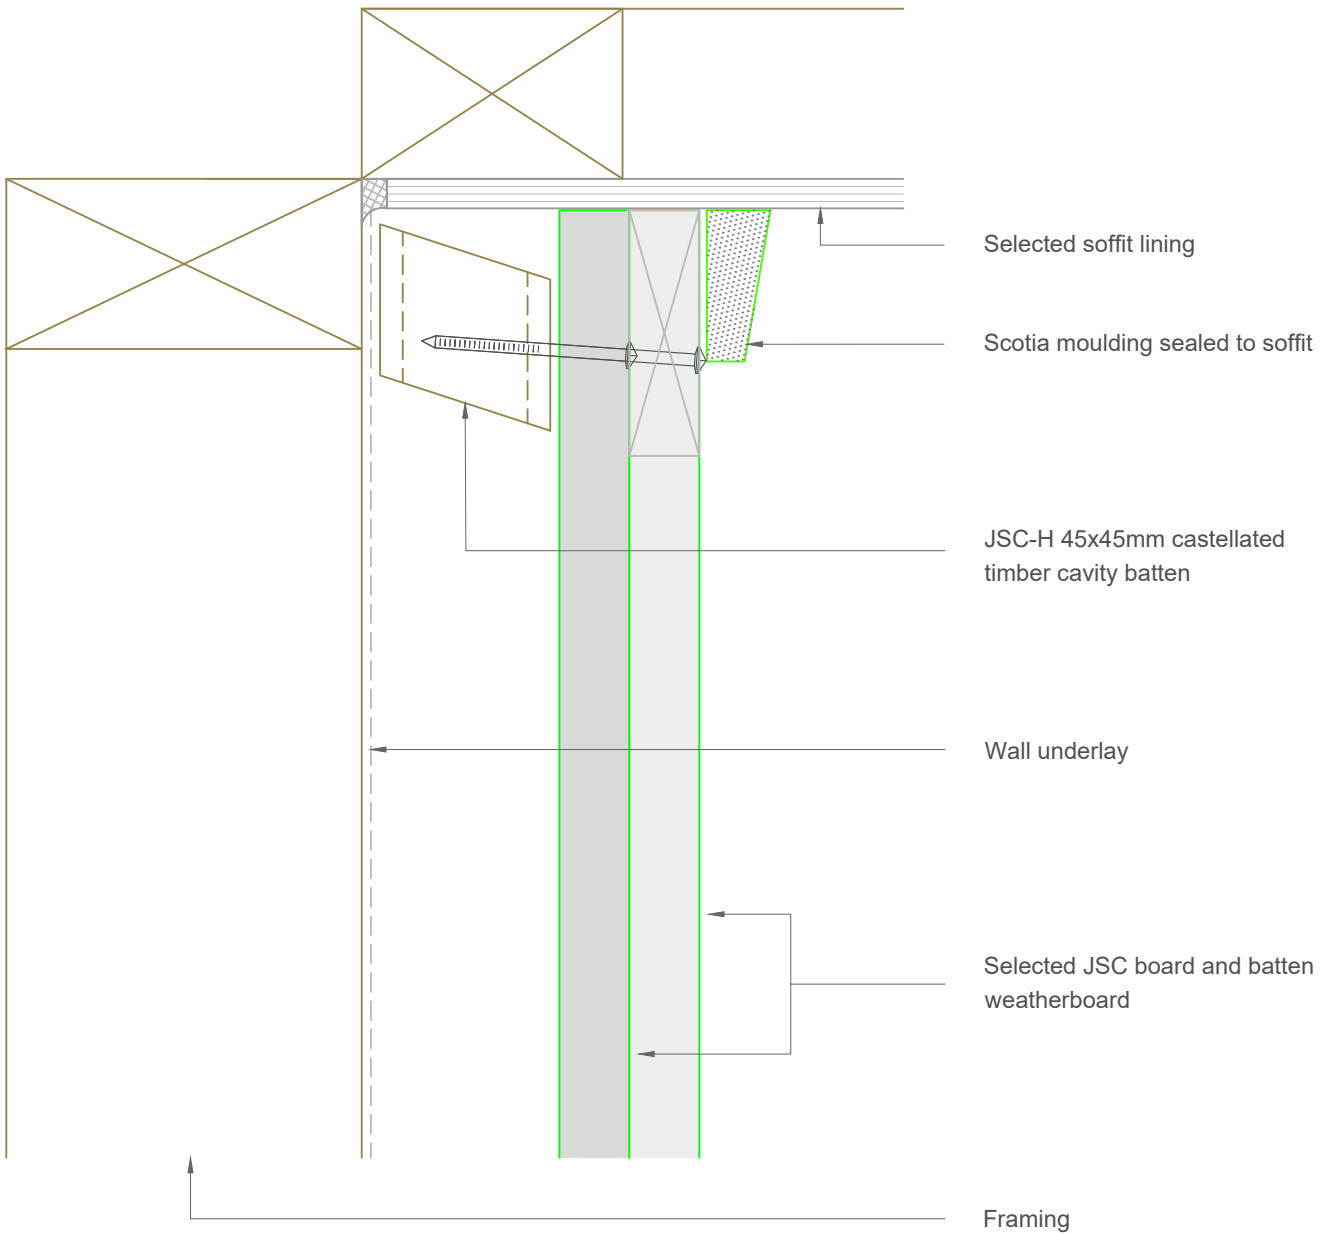 Selected soffit lining
Scotia moulding sealed to soffit
JSC-H 45x45mm castellated
timber cavity batten
Wall underlay
Selected JSC board and batten
weatherboard
Framing